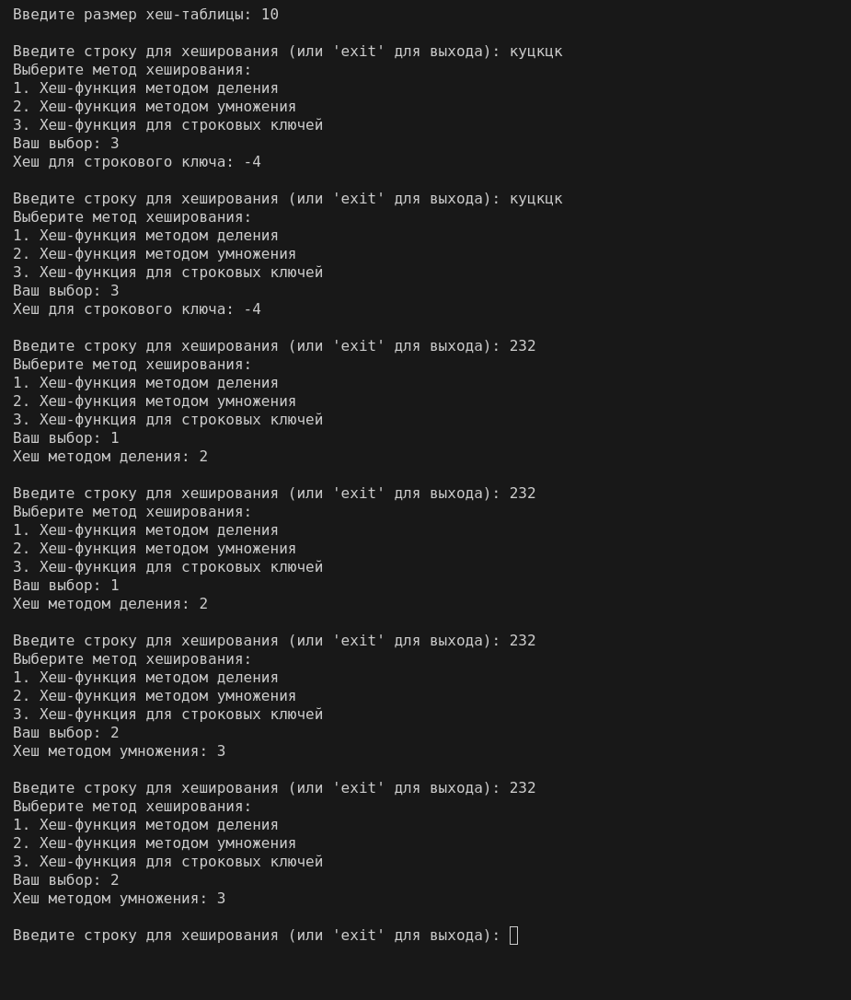 Введите размер хеш-таблицы: 10
Введите строку для хеширования (или 'exit' для выхода): куцкцк
Выберите метод хеширования:
1. Хеш-функция методом деления
2. Хеш-функция методом умножения
3. Хеш-функция для строковых ключей
Ваш выбор: 3
Хеш для строкового ключа: -4
Введите строку для хеширования (или 'exit' для выхода): куцкцк
Выберите метод хеширования:
1. Хеш-функция методом деления
2. Хеш-функция методом умножения
3. Хеш-функция для строковых ключей
Ваш выбор: 3
Хеш для строкового ключа: -4
Введите строку для хеширования (или 'exit' для выхода): 232
Выберите метод хеширования:
1. Хеш-функция методом деления
2. Хеш-функция методом умножения
3. Хеш-функция для строковых ключей
Ваш выбор: 1
Хеш методом деления: 2
Введите строку для хеширования (или 'exit' для выхода): 232
Выберите метод хеширования:
1. Хеш-функция методом деления
2. Хеш-функция методом умножения
3. Хеш-функция для строковых ключей
Ваш выбор: 1
Хеш методом деления: 2
Введите строку для хеширования (или 'exit' для выхода): 232
Выберите метод хеширования:
1. Хеш-функция методом деления
2. Хеш-функция методом умножения
3. Хеш-функция для строковых ключей
Ваш выбор: 2
Хеш методом умножения: 3
Введите строку для хеширования (или 'exit' для выхода): 232
Выберите метод хеширования:
1. Хеш-функция методом деления
2. Хеш-функция методом умножения
3. Хеш-функция для строковых ключей
Ваш выбор: 2
Хеш методом умножения: 3
Введите строку для хеширования (или 'exit' для выхода):